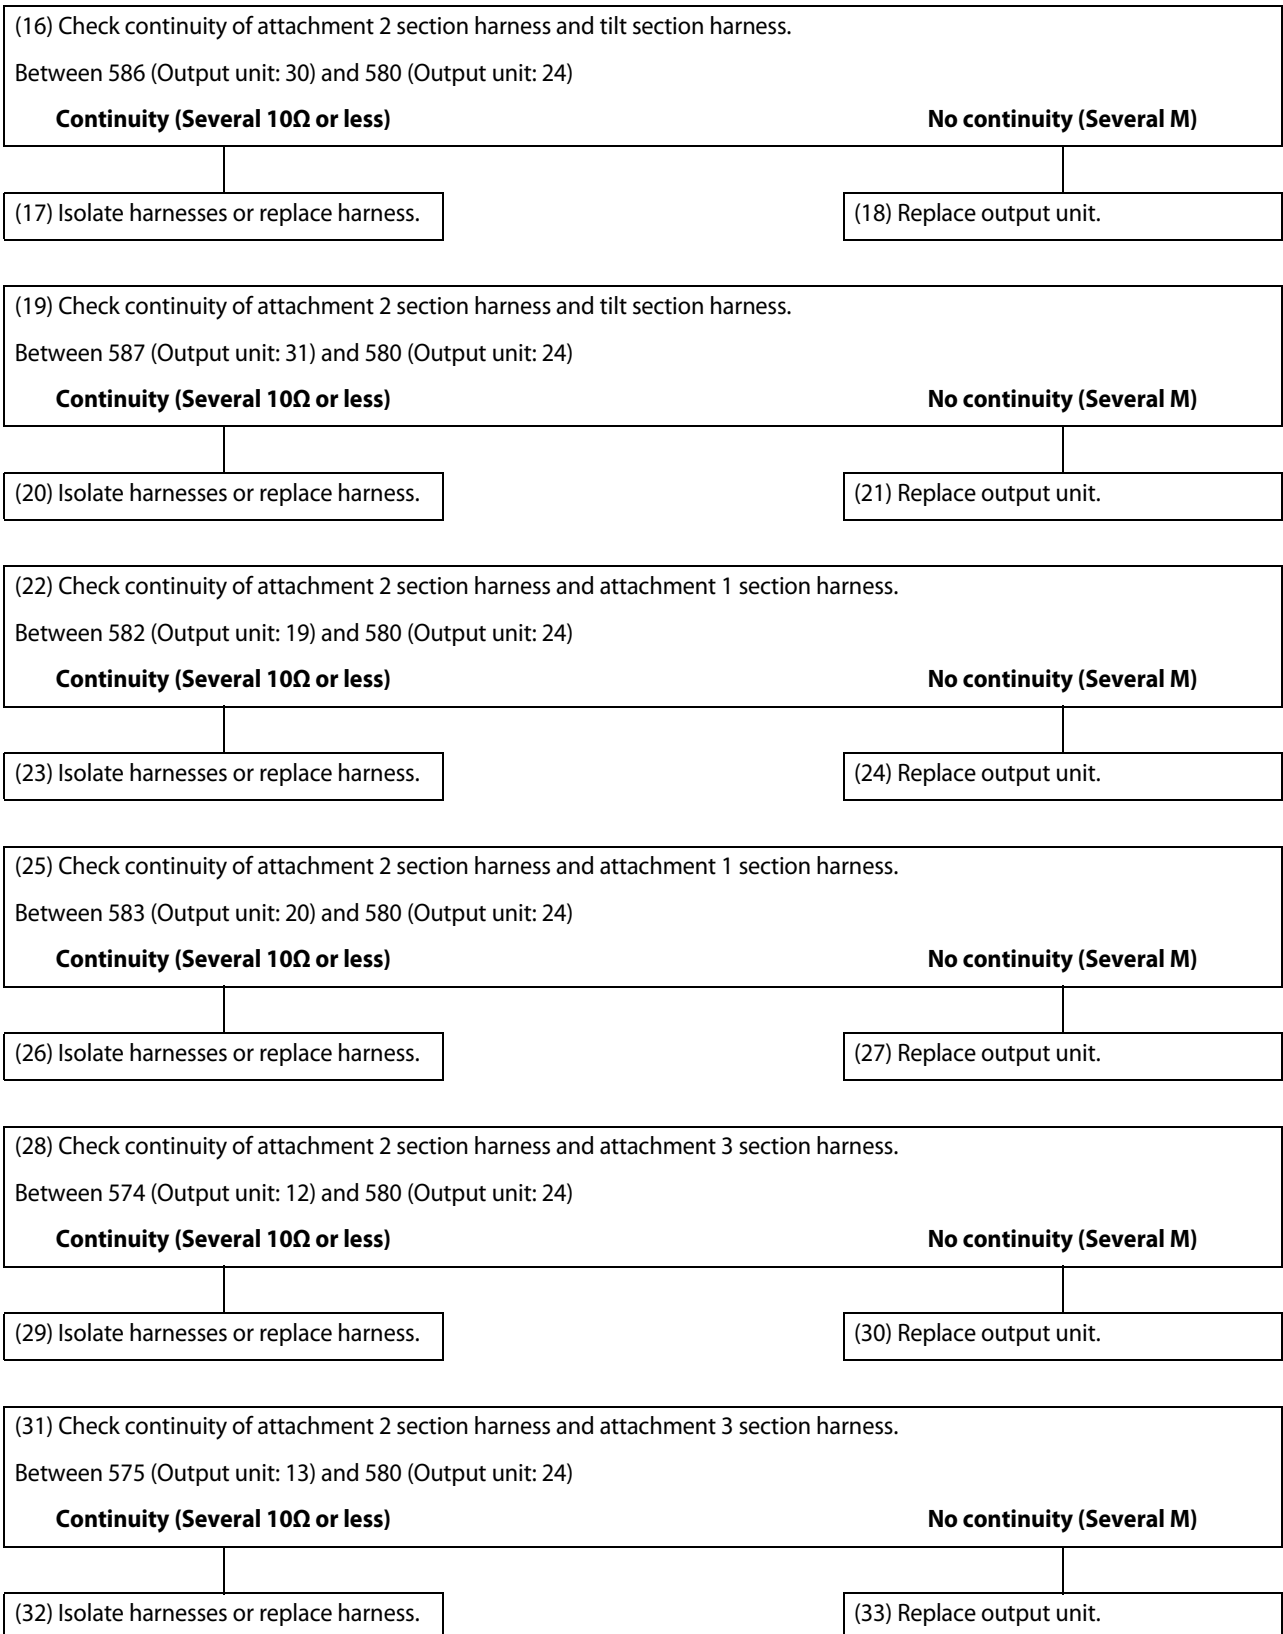 (16) Check continuity of attachment 2 section harness and tilt section harness.
Between 586 (Output unit: 30) and 580 (Output unit: 24)
Continuity (Several 10Ω or less) No continuity (Several M)
(17) Isolate harnesses or replace harness. (18) Replace output unit.
(19) Check continuity of attachment 2 section harness and tilt section harness.
Between 587 (Output unit: 31) and 580 (Output unit: 24)
Continuity (Several 10Ω or less) No continuity (Several M)
(20) Isolate harnesses or replace harness. (21) Replace output unit.
(22) Check continuity of attachment 2 section harness and attachment 1 section harness.
Between 582 (Output unit: 19) and 580 (Output unit: 24)
Continuity (Several 10Ω or less) No continuity (Several M)
(23) Isolate harnesses or replace harness. (24) Replace output unit.
(25) Check continuity of attachment 2 section harness and attachment 1 section harness.
Between 583 (Output unit: 20) and 580 (Output unit: 24)
Continuity (Several 10Ω or less) No continuity (Several M)
(26) Isolate harnesses or replace harness. (27) Replace output unit.
(28) Check continuity of attachment 2 section harness and attachment 3 section harness.
Between 574 (Output unit: 12) and 580 (Output unit: 24)
Continuity (Several 10Ω or less) No continuity (Several M)
(29) Isolate harnesses or replace harness. (30) Replace output unit.
(31) Check continuity of attachment 2 section harness and attachment 3 section harness.
Between 575 (Output unit: 13) and 580 (Output unit: 24)
Continuity (Several 10Ω or less) No continuity (Several M)
(32) Isolate harnesses or replace harness. (33) Replace output unit.